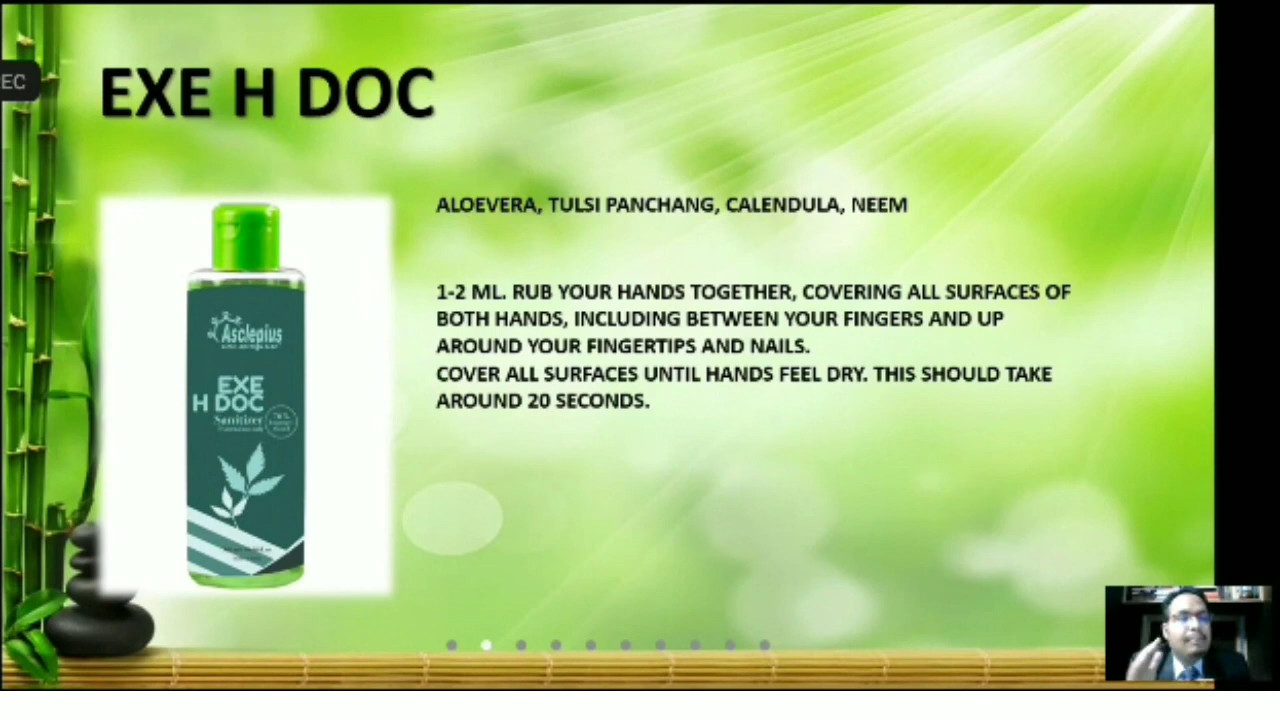 EC
EXE H DOC
ALOEVERA, TULSI PANCHANG, CALENDULA, NEEM
1-2 ML. RUB YOUR HANDS TOGETHER, COVERING ALL SURFACES OF
BOTH HANDS, INCLUDING BETWEEN YOUR FINGERS AND UP
AROUND YOUR FINGERTIPS AND NAILS.
COVER ALL SURFACES UNTIL HANDS FEEL DRY. THIS SHOULD TAKE
AROUND 20 SECONDS.
Asclepius
EXE
H DOC
Sanitizer